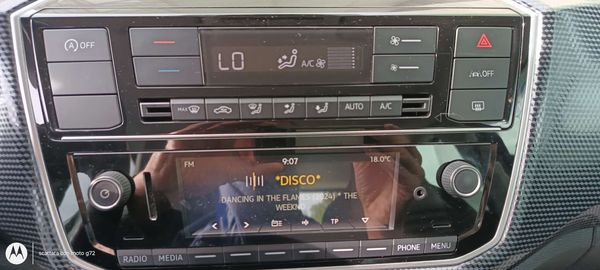 OFF
LO
A/C
OFF
MAX
AUTO
A/C
FM
9:07
18.0°C
*DISCO*
DANCING IN THE FLAMES (2024) * THE
WEEKND
TP
RADIO
MEDIA
PHONE
MENU
scattata con moto g72